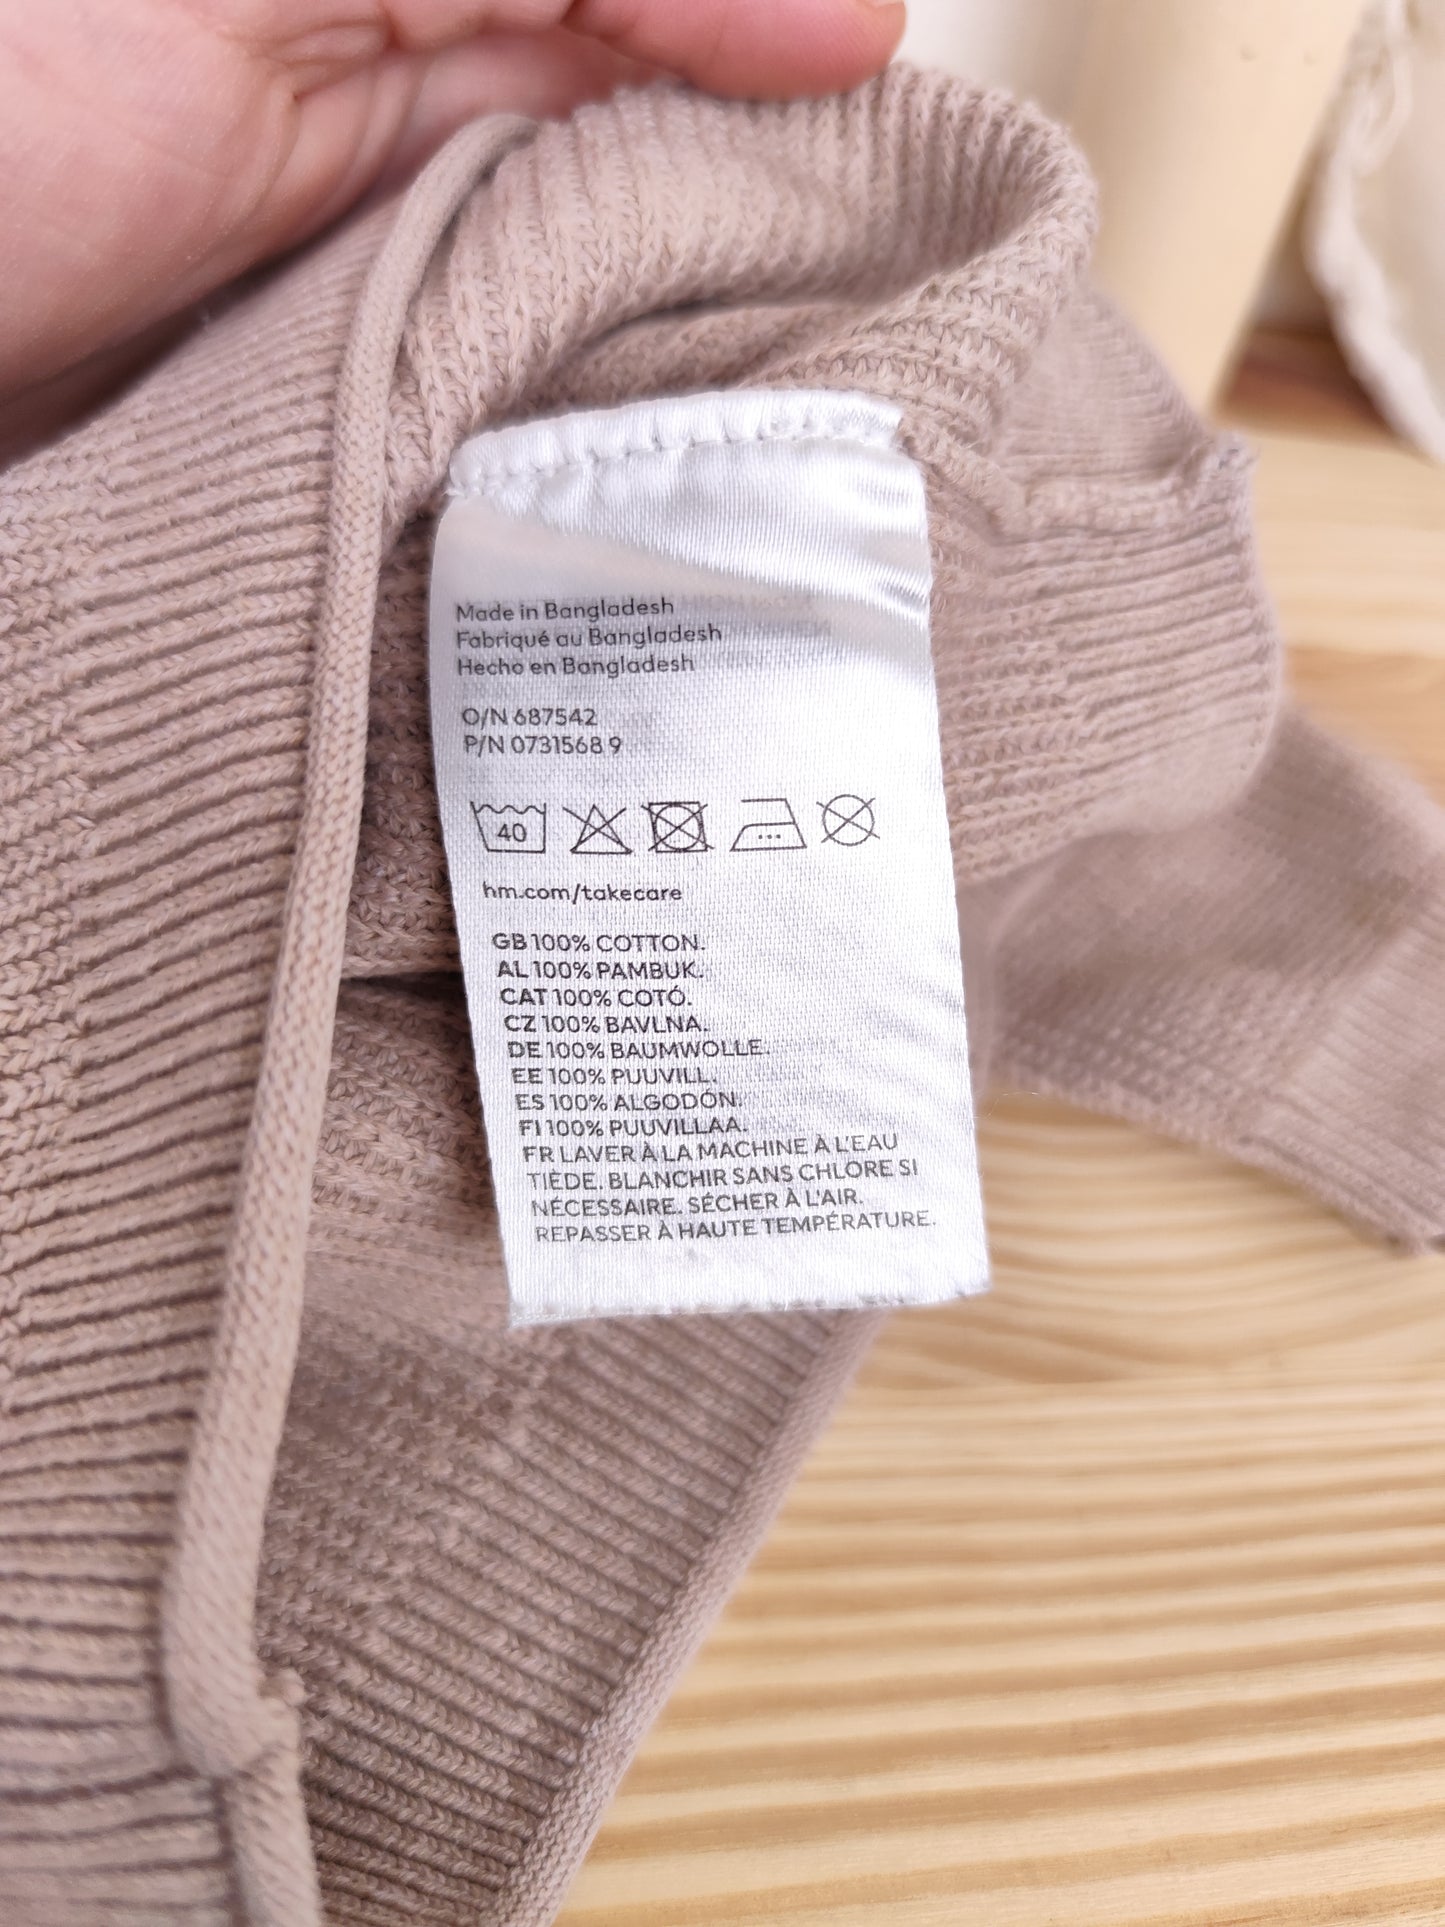 Made in Bangladesh
Fabriqué au Bangladesh
Hecho en Bangladesh
O/N 687542
P/N 0731568 9
40
hm.com/takecare
GB 100% COTTON.
AL 100% PAMBUK.
CAT 100% COTÓ.
CZ 100% BAVLNA.
DE 100% BAUMWOLLE.
EE 100% PUUVILL.
ES 100% ALGODÓN.
FI 100% PUUVILLAA.
FR LAVER À LA MACHINE À L'EAU
TIÈDE. BLANCHIR SANS CHLORE SI
NÉCESSAIRE. SÉCHER À L'AIR.
REPASSER À HAUTE TEMPÉRATURE.